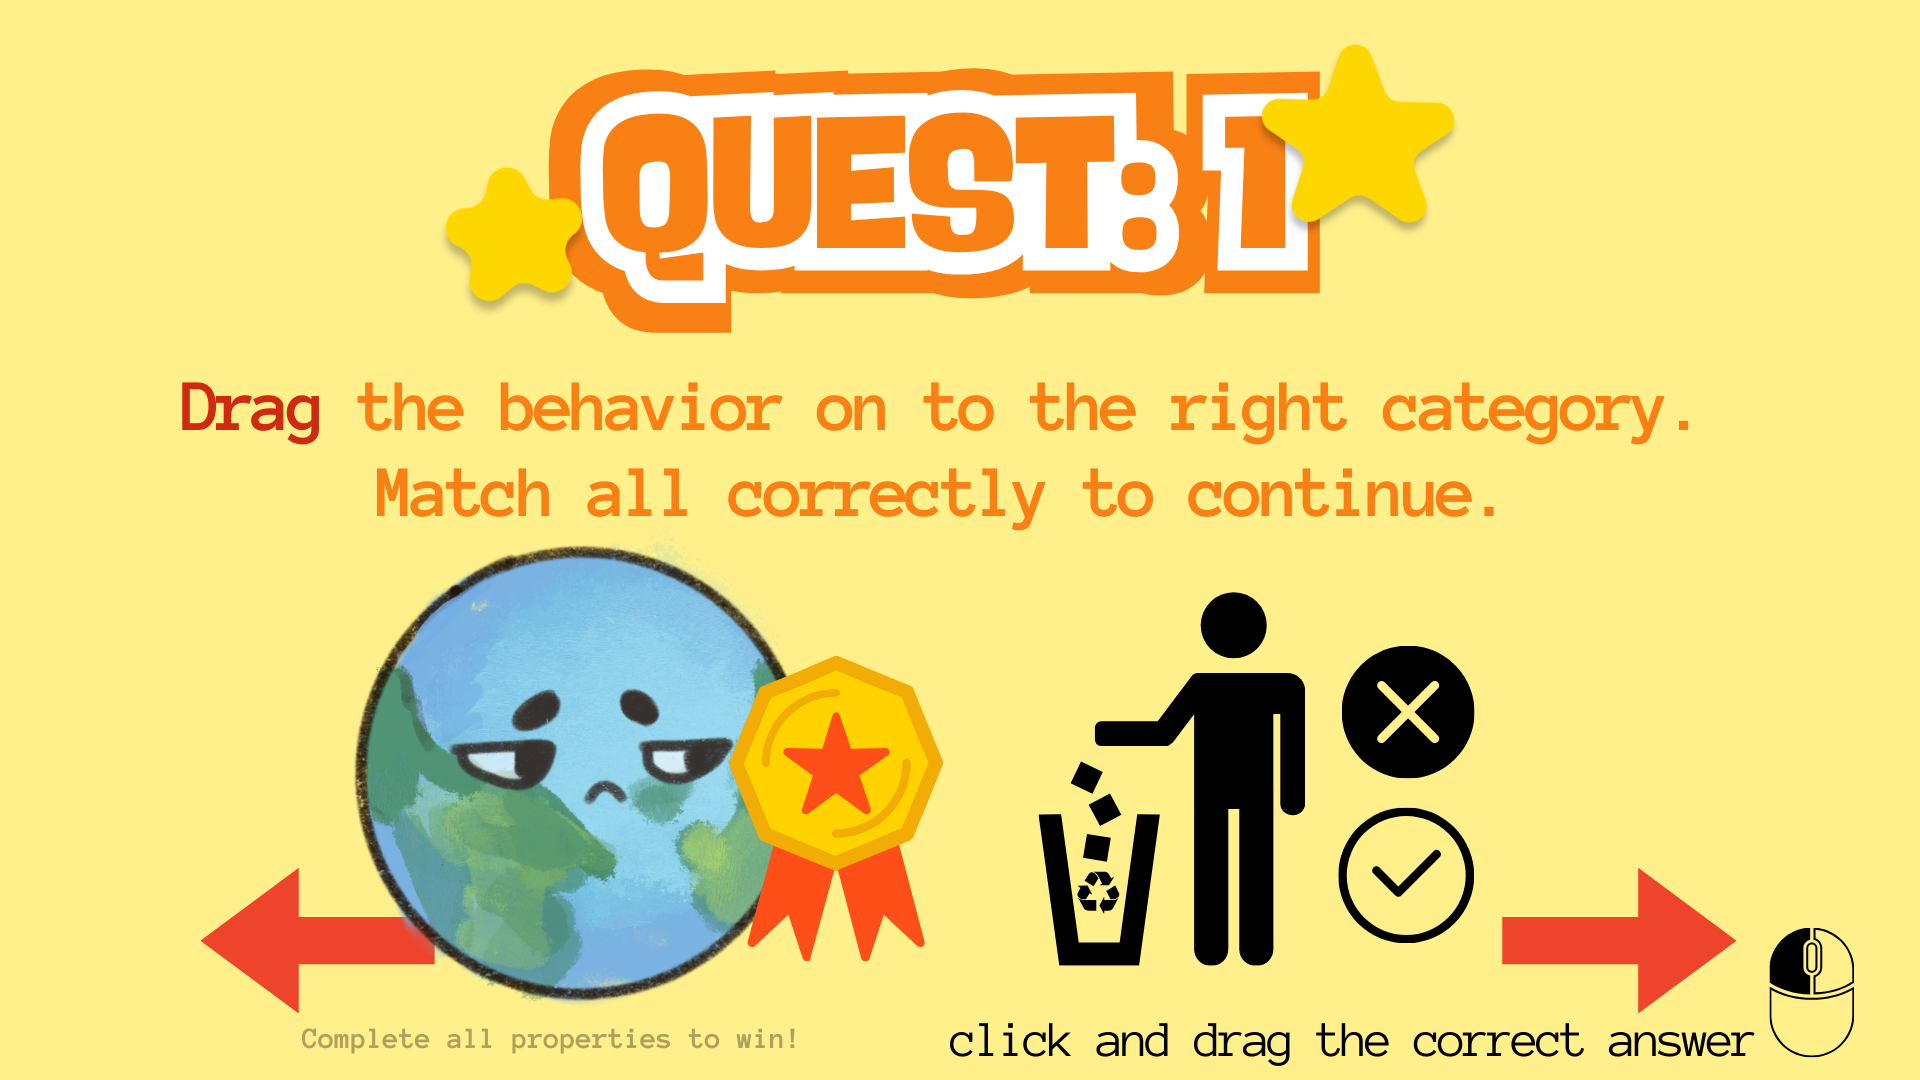 QUEST: 1
Drag the behavior on to the right category.
Match all correctly to continue.
Complete all properties to win!
click and drag the correct answer